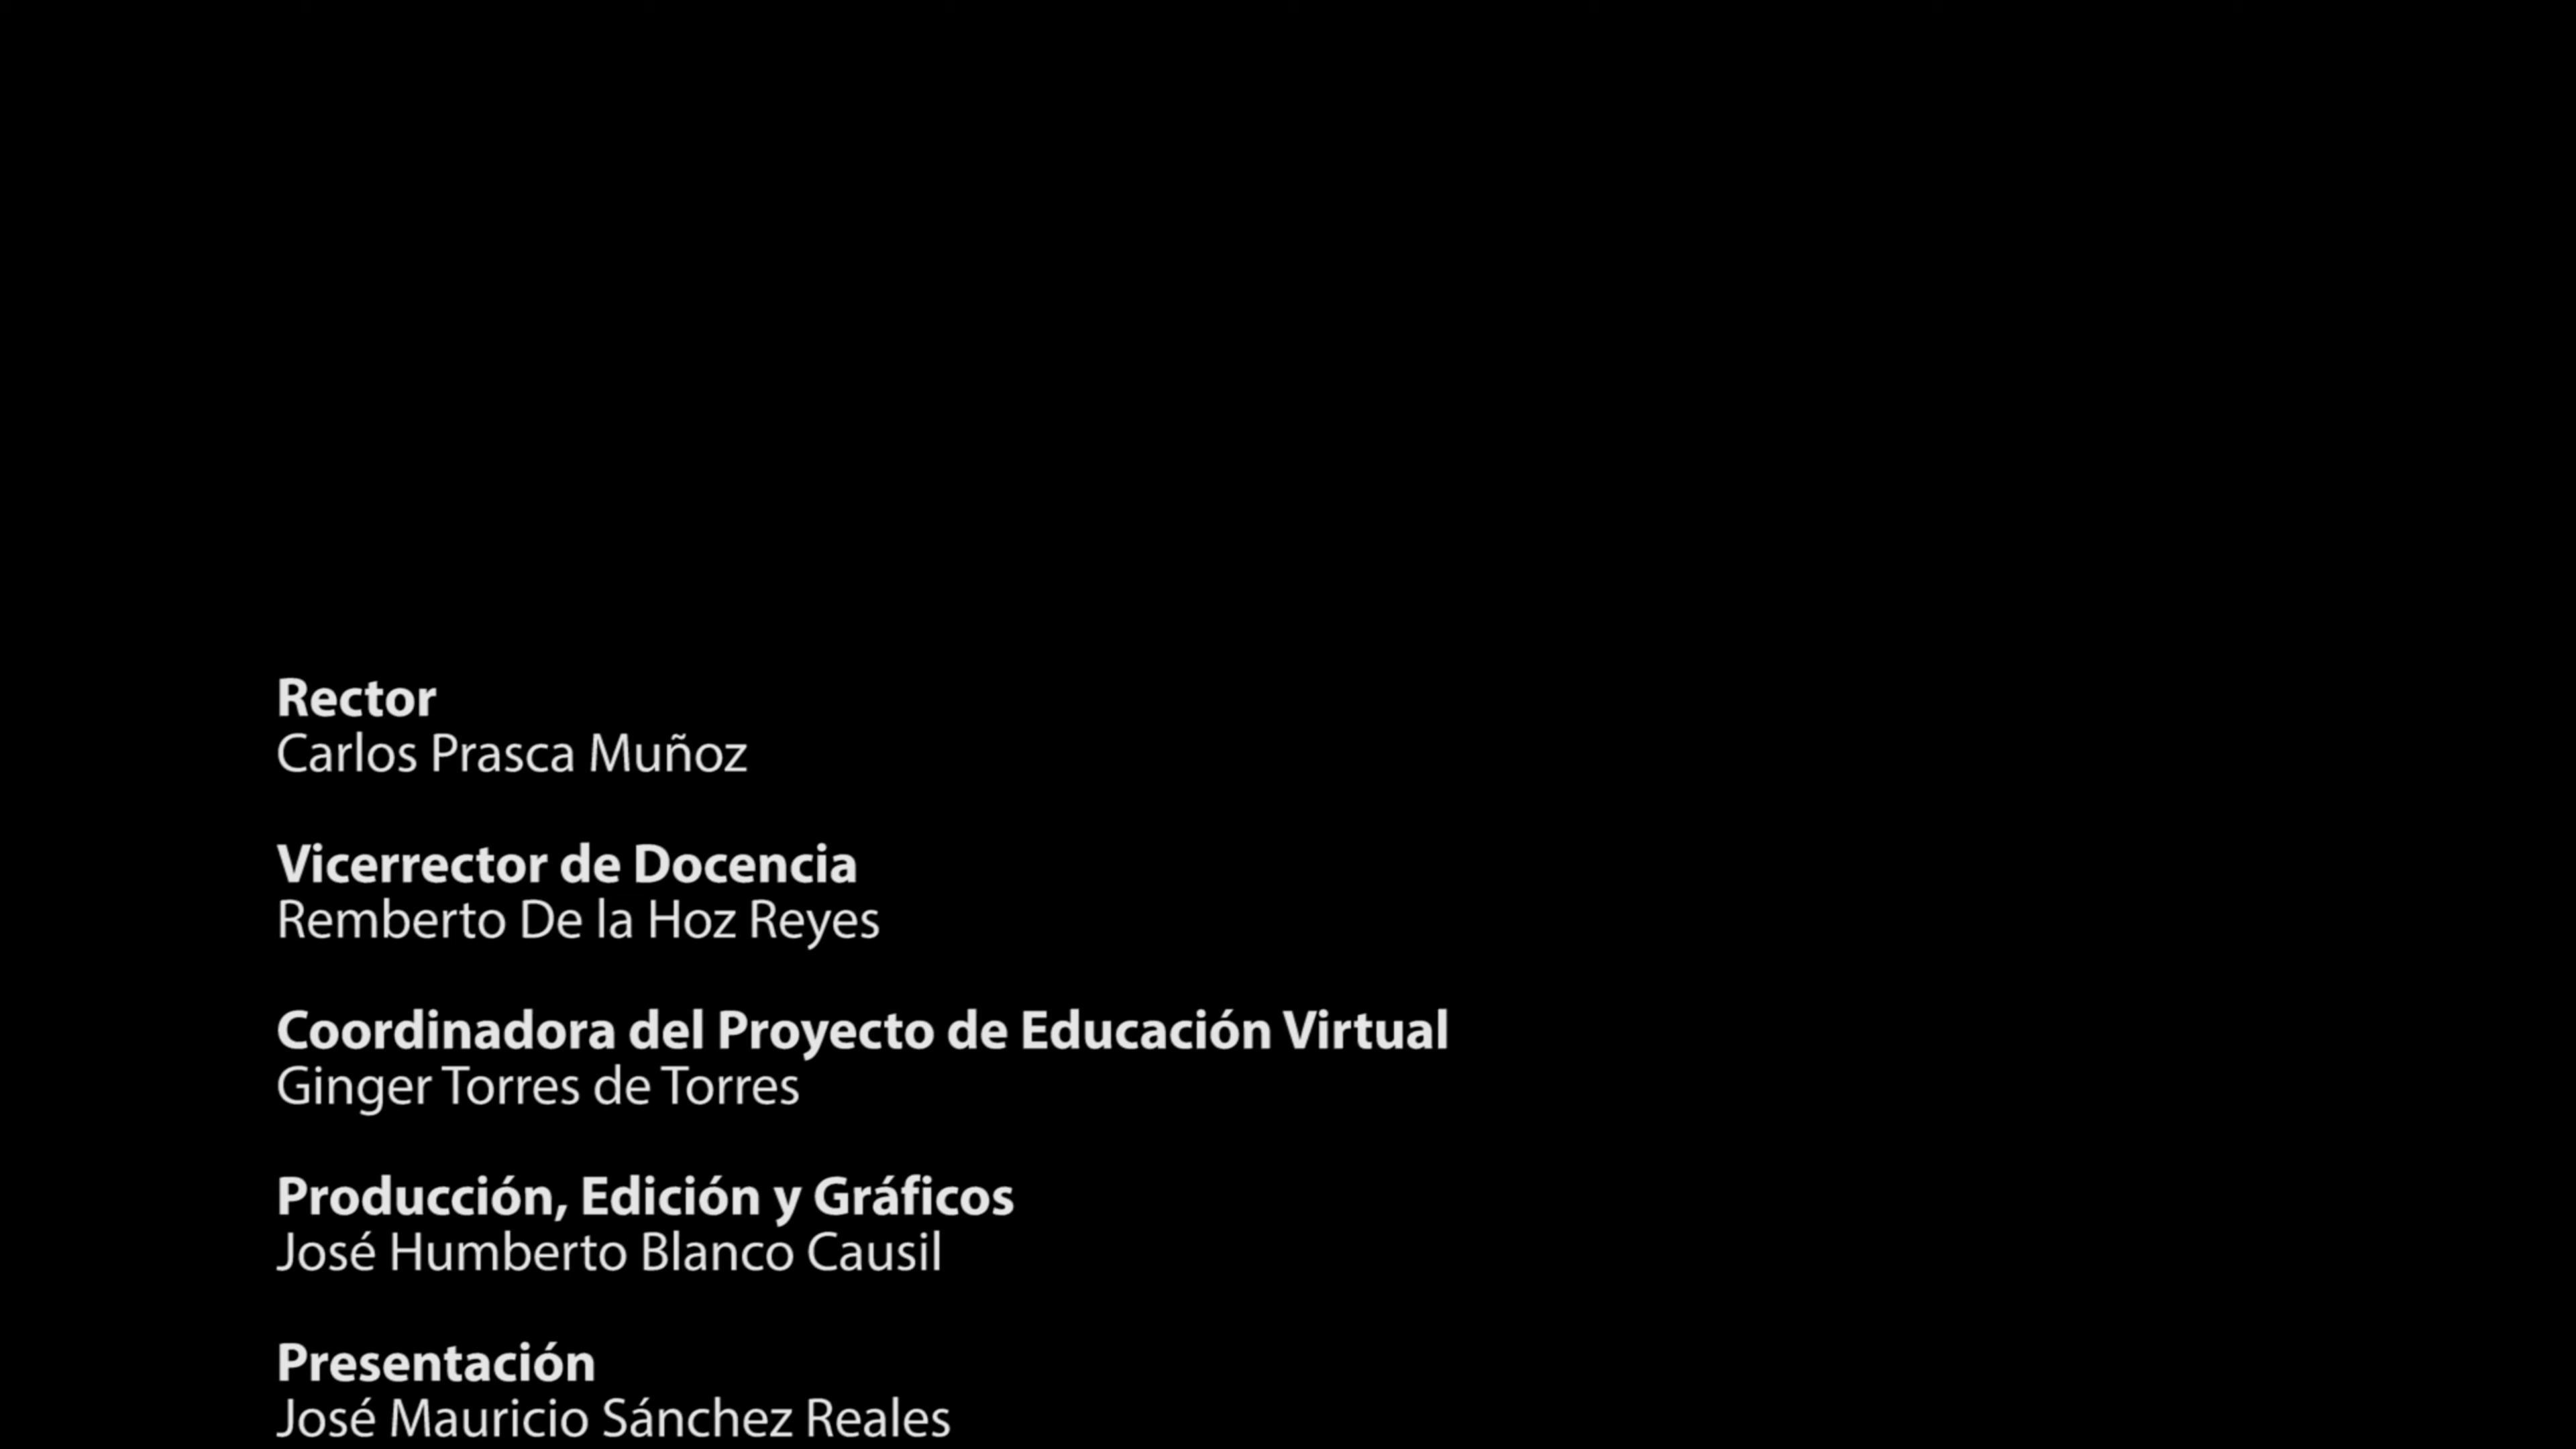 Rector
Carlos Prasca Muñoz
Vicerrector de Docencia
Remberto De la Hoz Reyes
Coordinadora del Proyecto de Educación Virtual
Ginger Torres de Torres
Producción, Edición y Gráficos
José Humberto Blanco Causil
Presentación
José Mauricio Sánchez Reales